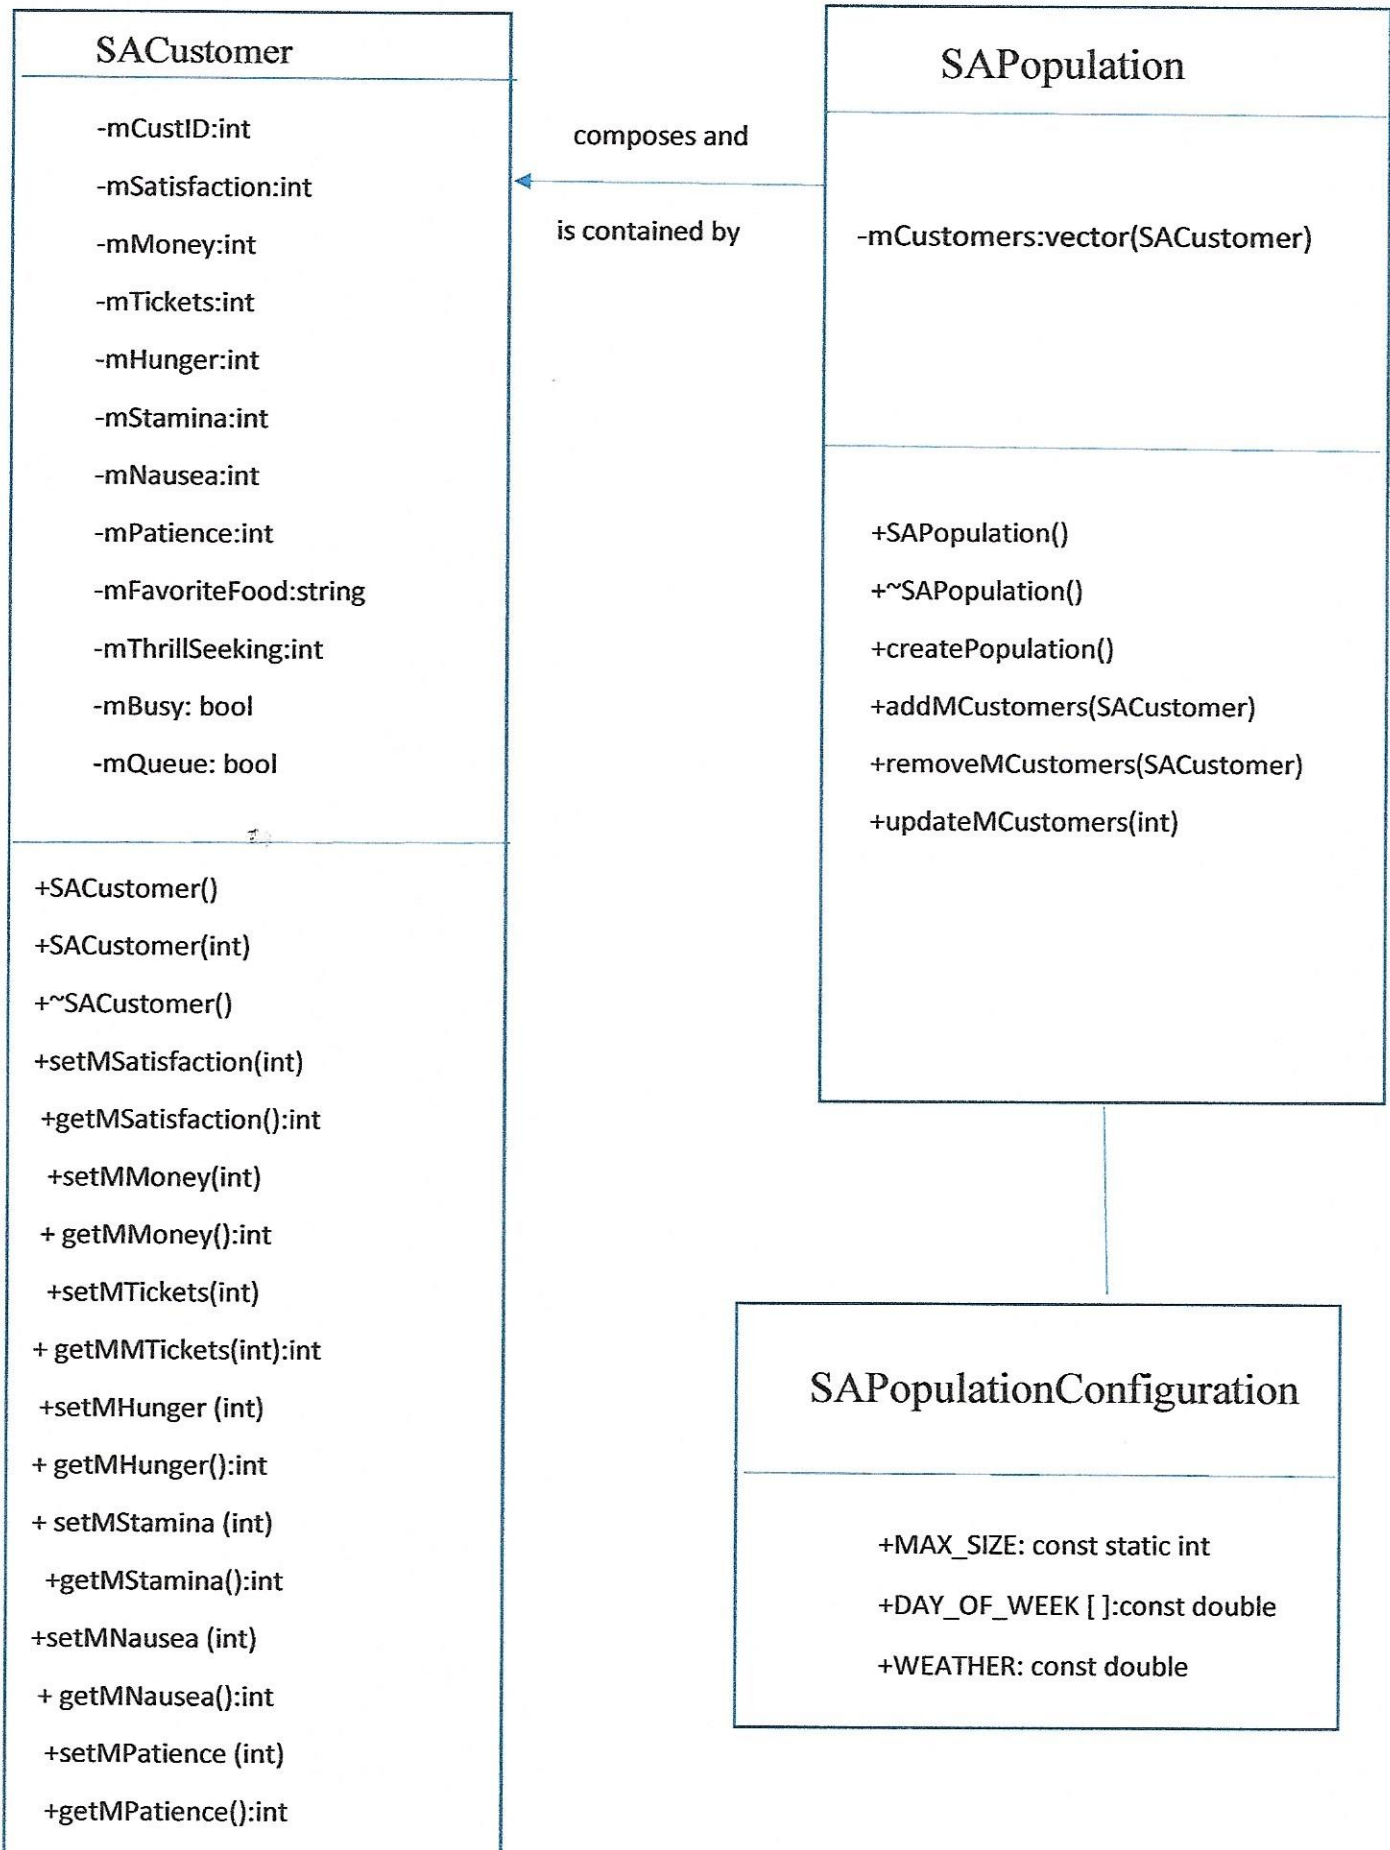 SACustomer
-mCustID:int
-mSatisfaction:int
-mMoney:int
-mTickets:int
-mHunger:int
-mStamina:int
-mNausea:int
-mPatience:int
-mFavoriteFood:string
-mThrillSeeking:int
-mBusy: bool
-mQueue: bool
+SACustomer()
+SACustomer(int)
+~SACustomer()
+setMSatisfaction(int)
+getMSatisfaction():int
+setMMoney(int)
+ getMMoney():int
+setMTickets(int)
+ getMMTickets(int):int
+setMHunger (int)
+ getMHunger():int
+ setMStamina (int)
+getMStamina():int
+setMNausea (int)
+ getMNausea():int
+setMPatience (int)
+getMPatience():int
composes and
is contained by
SAPopulation
-mCustomers:vector(SACustomer)
+SAPopulation()
+~SAPopulation()
+createPopulation()
+addMCustomers(SACustomer)
+removeMCustomers(SACustomer)
+updateMCustomers(int)
SAPopulationConfiguration
+MAX_SIZE: const static int
+DAY_OF_WEEK [ ]:const double
+WEATHER: const double